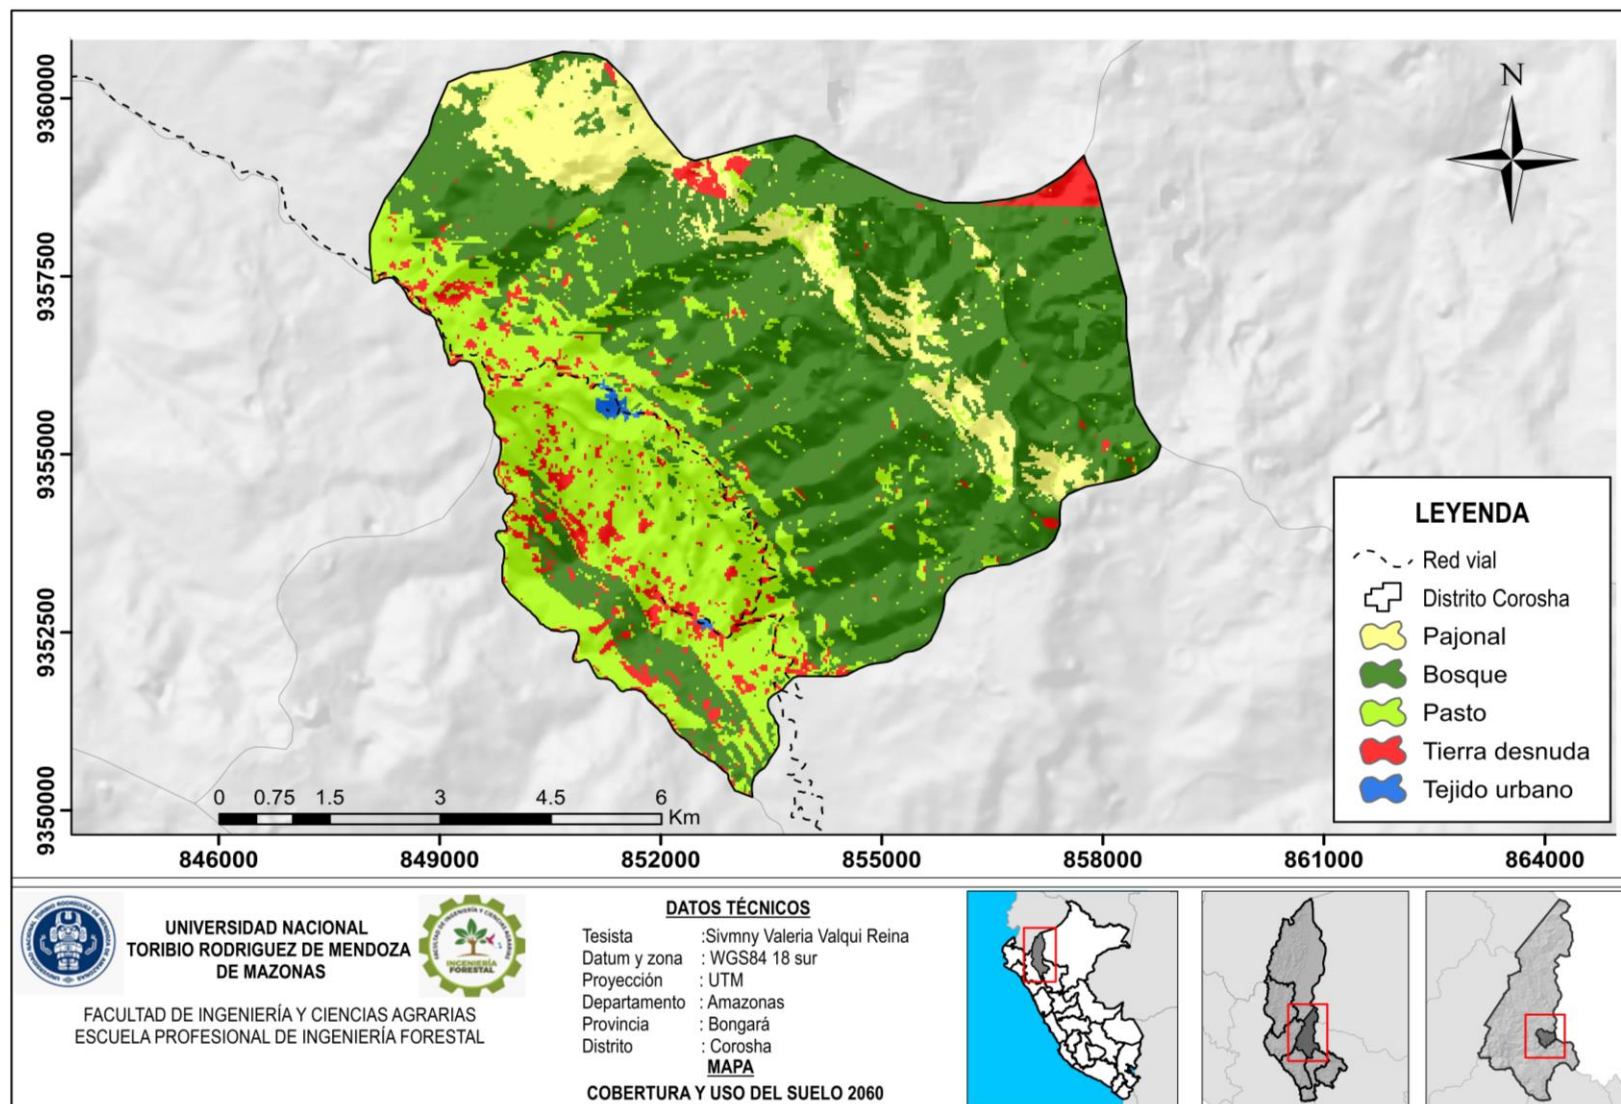 N
9360000
9357500
9355000
9352500
9350000
LEYENDA
Red vial
Distrito Corosha
Pajonal
Bosque
Pasto
Tierra desnuda
Tejido urbano
0 0.75 1.5 3 4.5 6
Km
846000 849000 852000 855000 858000 861000 864000
UNIVERSIDAD NACIONAL
TORIBIO RODRIGUEZ DE MENDOZA
DE MAZONAS
INGENIERÍA
FORESTAL
FACULTAD DE INGENIERÍA Y CIENCIAS AGRARIAS
ESCUELA PROFESIONAL DE INGENIERÍA FORESTAL
DATOS TÉCNICOS
Tesista :Sivmny Valeria Valqui Reina
Datum y zona : WGS84 18 sur
Proyección : UTM
Departamento : Amazonas
Provincia : Bongará
Distrito : Corosha
MAPA
COBERTURA Y USO DEL SUELO 2060